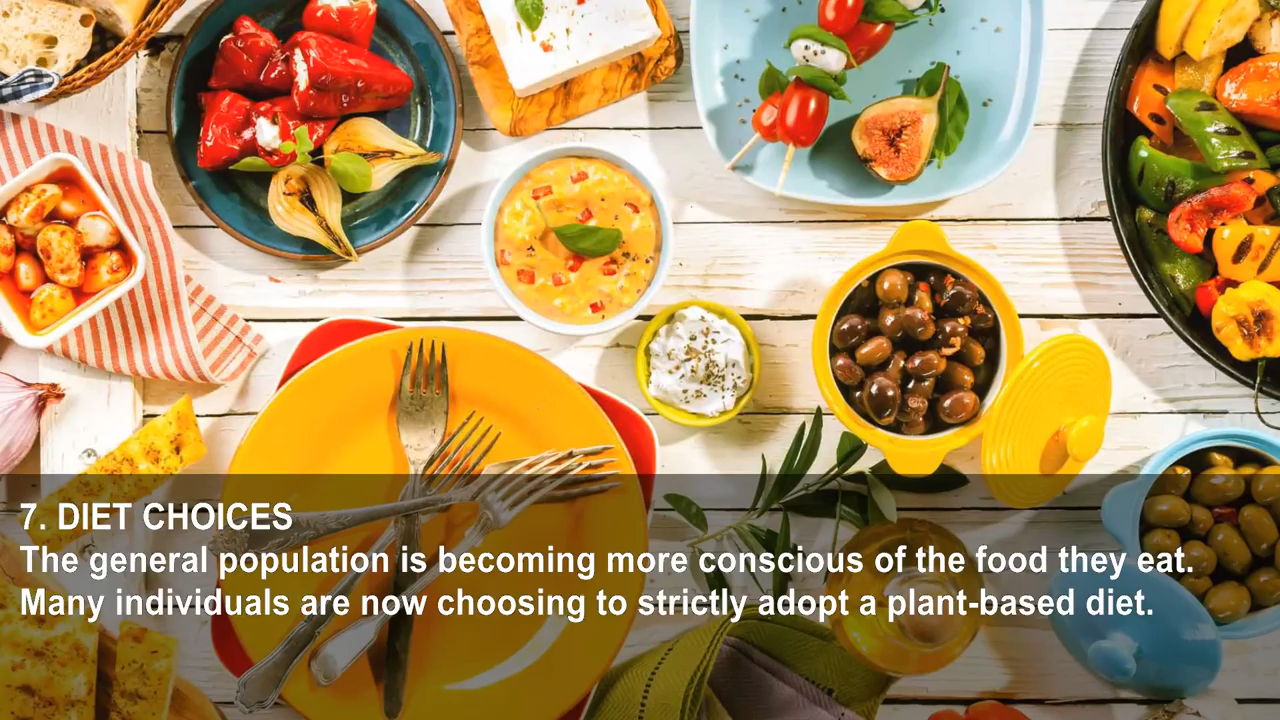 7. DIET CHOICES
The general population is becoming more conscious of the food they eat.
Many individuals are now choosing to strictly adopt a plant-based diet.